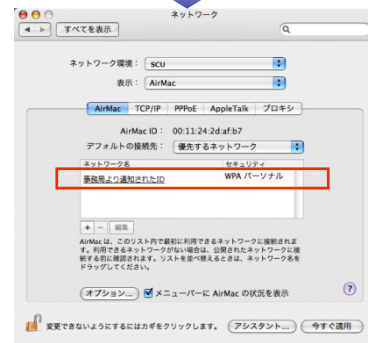 ネットワーク
すべてを表示
ネットワーク環境： SCU
表示： AirMac
AirMac TCP/IP PPPoE AppleTalk プロキシ
AirMac ID： 00:11:24:2d:af:b7
デフォルトの接続先： 優先するネットワーク
ネットワーク名 セキュリティ
事務局より通知されたID WPA パーソナル
+ − 編集
AirMac は、このリスト内で最初に利用できるネットワークに接続されま
す。利用できるネットワークがない場合は、公開されたネットワークに接
続する前に確認されます。リストを並べ替えるときは、ネットワーク名を
ドラッグしてください。
オプション... メニューバーに AirMac の状況を表示 ?
変更できないようにするにはカギをクリックします。 アシスタント... 今すぐ適用